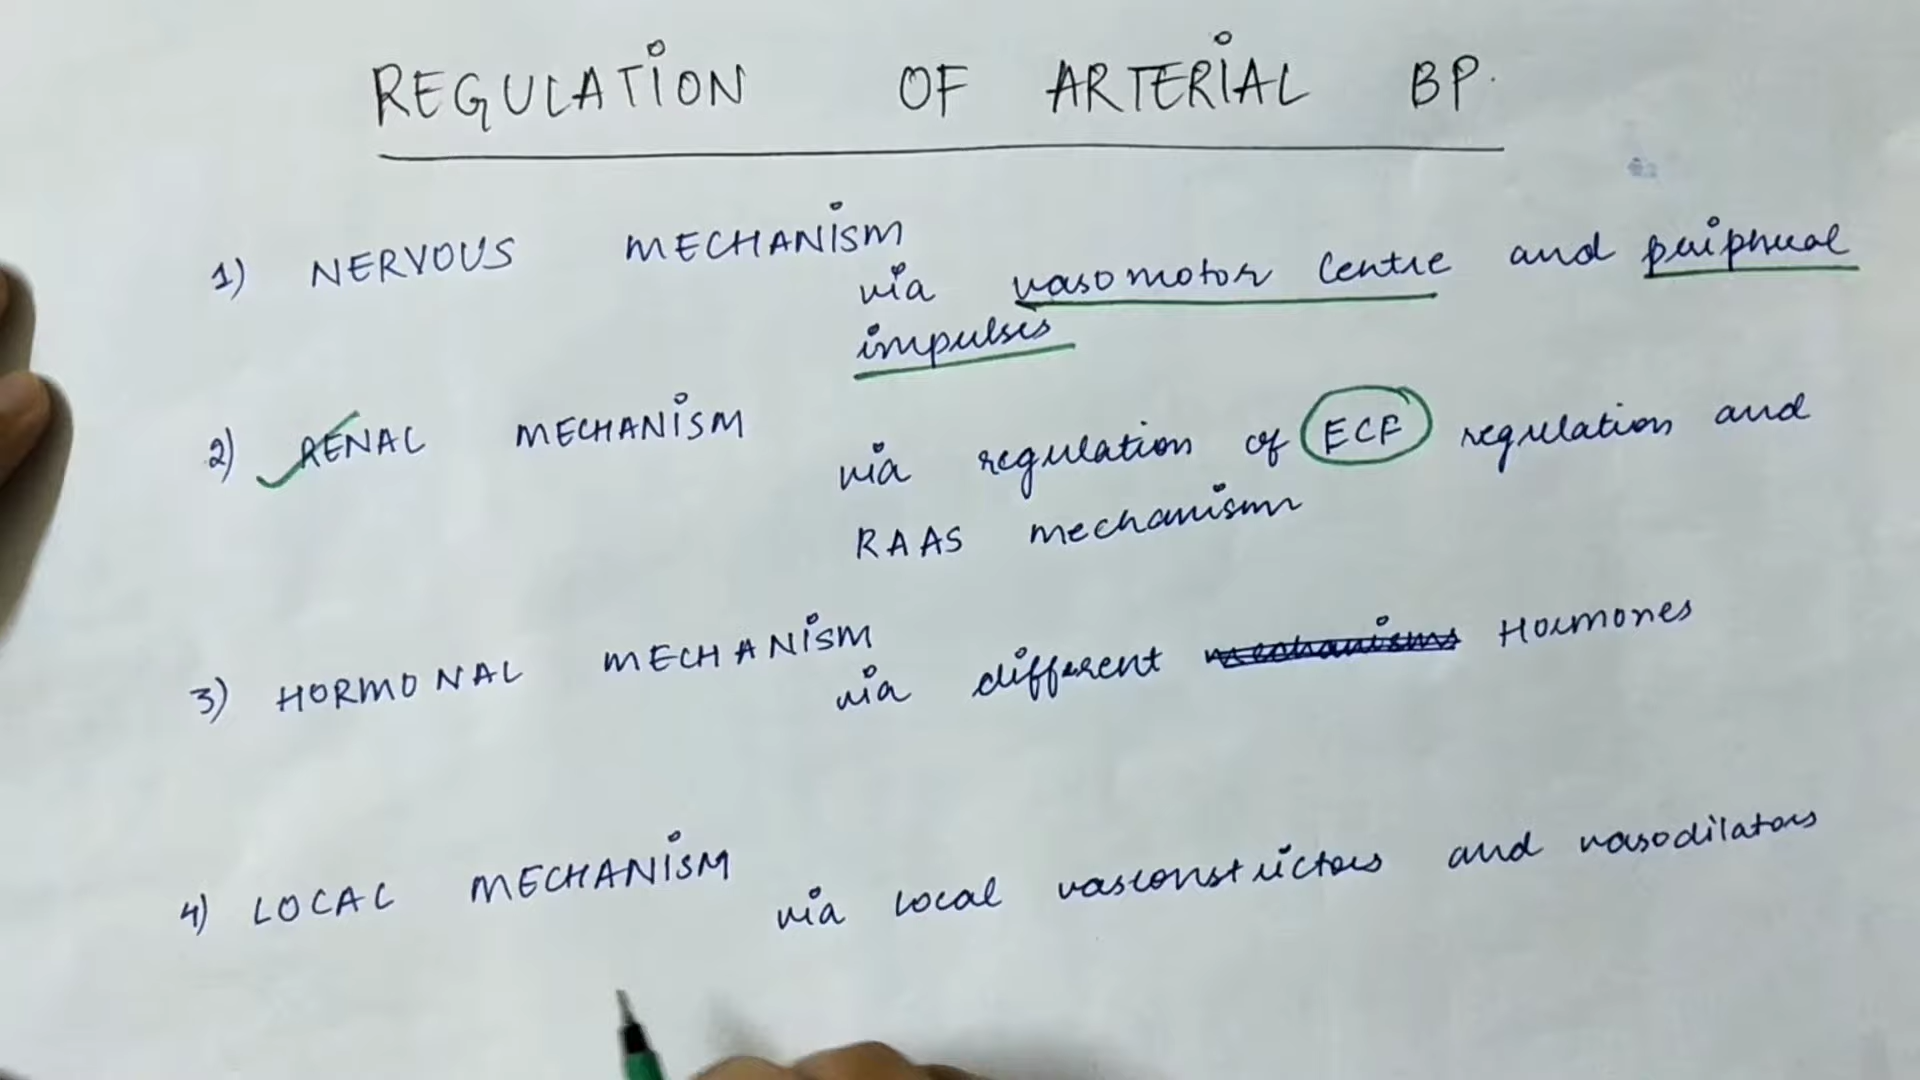 REGULATION OF ARTERIAL BP.
1) NERVOUS MECHANISM
via vasomotor centre and peripheral
impulses
2) RENAL MECHANISM
via regulation of ECF regulation and
RAAS mechanism
3) HORMONAL MECHANISM
via different mechanisms Hormones
4) LOCAL MECHANISM
via local vasconstrictors and vasodilators